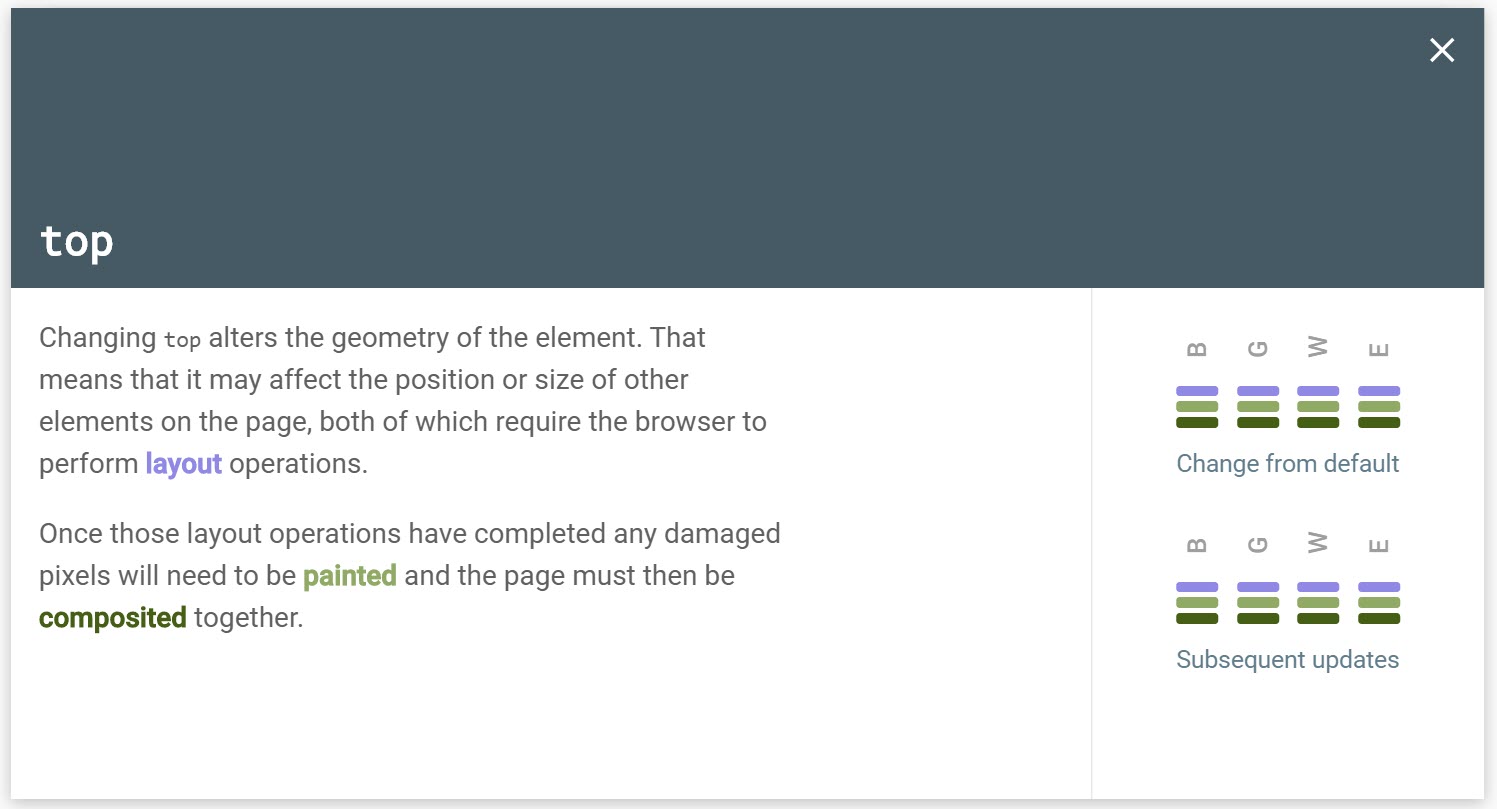 top
Changing top alters the geometry of the element. That
means that it may affect the position or size of other
elements on the page, both of which require the browser to
perform layout operations.
Once those layout operations have completed any damaged
pixels will need to be painted and the page must then be
composited together.
B G W E
Change from default
B G W E
Subsequent updates